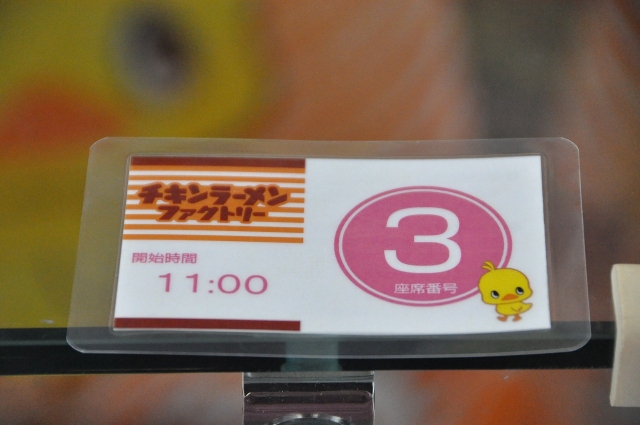 チキンラーメン
ファクトリー
開始時間
11:00
3
座席番号